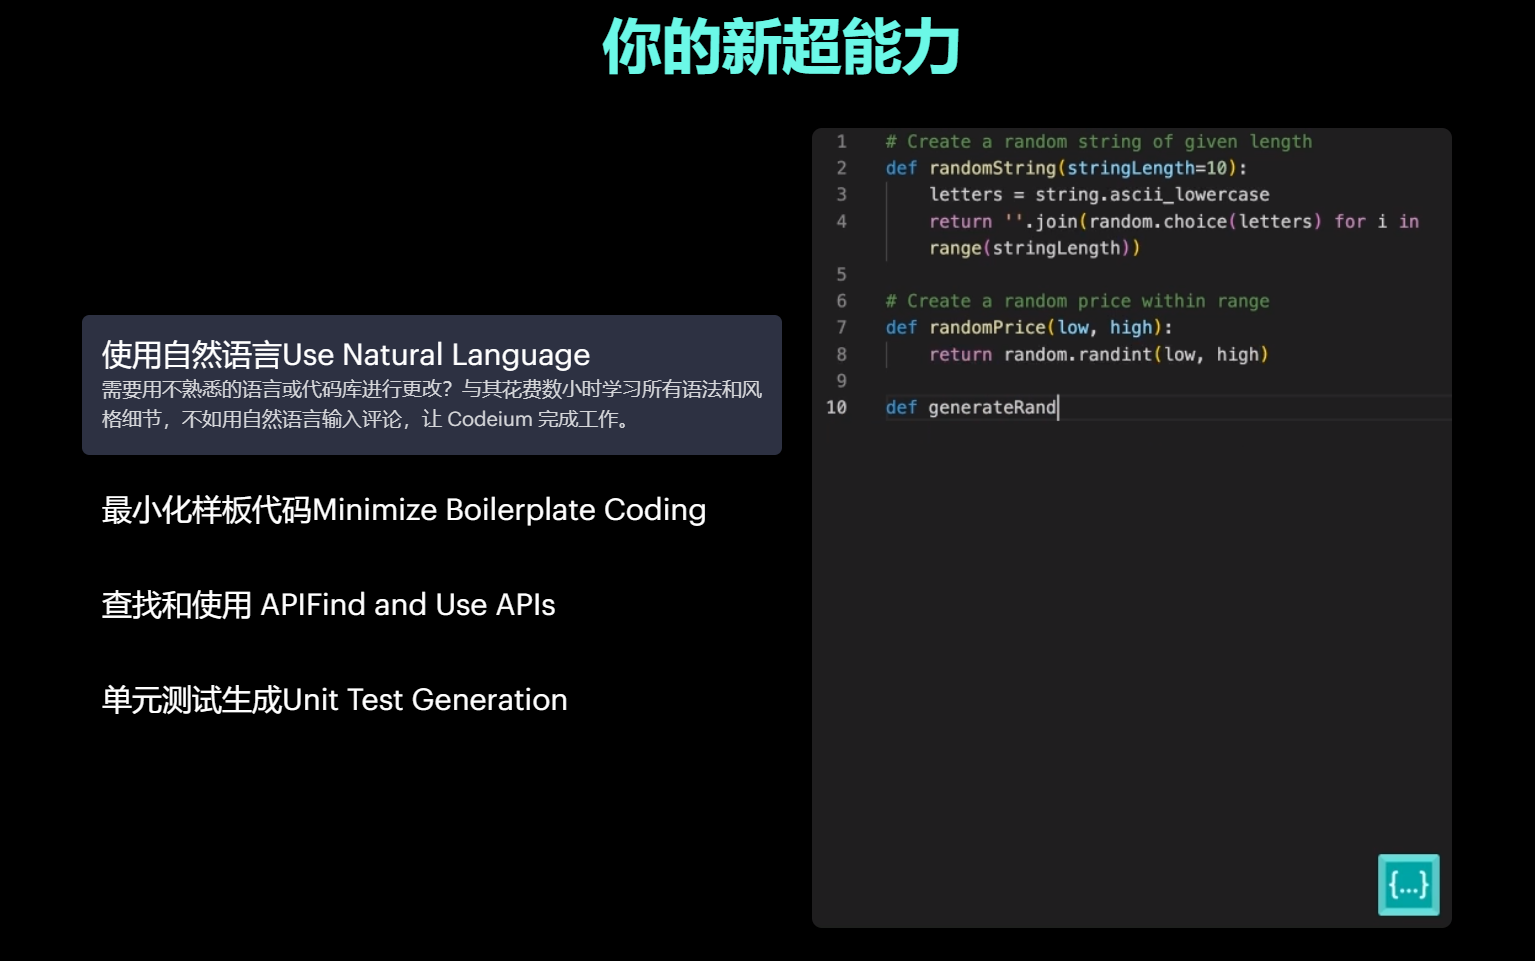 你的新超能力
使用自然语言Use Natural Language
需要用不熟悉的语言或代码库进行更改？与其花费数小时学习所有语法和风
格细节，不如用自然语言输入评论，让 Codeium 完成工作。
最小化样板代码Minimize Boilerplate Coding
查找和使用 APIFind and Use APIs
单元测试生成Unit Test Generation
1 # Create a random string of given length
2 def randomString(stringLength=10):
3 letters = string.ascii_lowercase
4 return ''.join(random.choice(letters) for i in
range(stringLength))
5
6 # Create a random price within range
7 def randomPrice(low, high):
8 return random.randint(low, high)
9
10 def generateRand
{...}